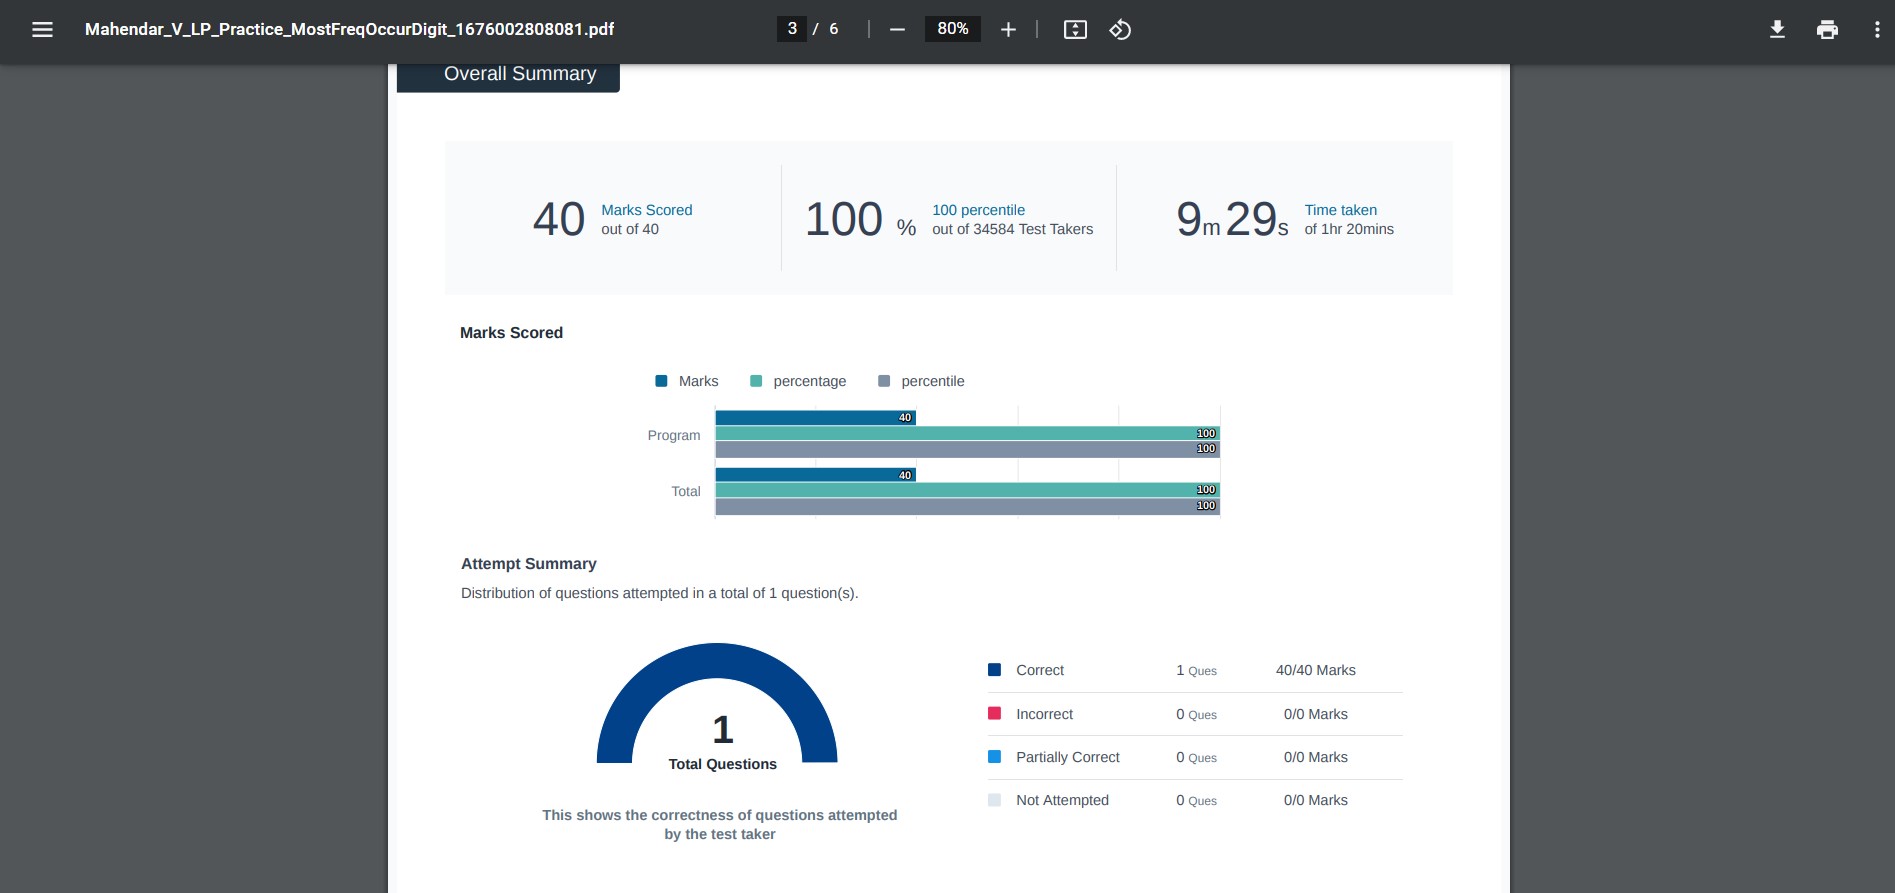 Mahendar_V_LP_Practice_MostFreqOccurDigit_1676002808081.pdf
3 / 6
80%
Overall Summary
40 Marks Scored
out of 40
100 % 100 percentile
out of 34584 Test Takers
9m 29s Time taken
of 1hr 20mins
Marks Scored
Marks percentage percentile
Program 40
100
100
Total 40
100
100
Attempt Summary
Distribution of questions attempted in a total of 1 question(s).
1
Total Questions
This shows the correctness of questions attempted
by the test taker
Correct 1 Ques 40/40 Marks
Incorrect 0 Ques 0/0 Marks
Partially Correct 0 Ques 0/0 Marks
Not Attempted 0 Ques 0/0 Marks